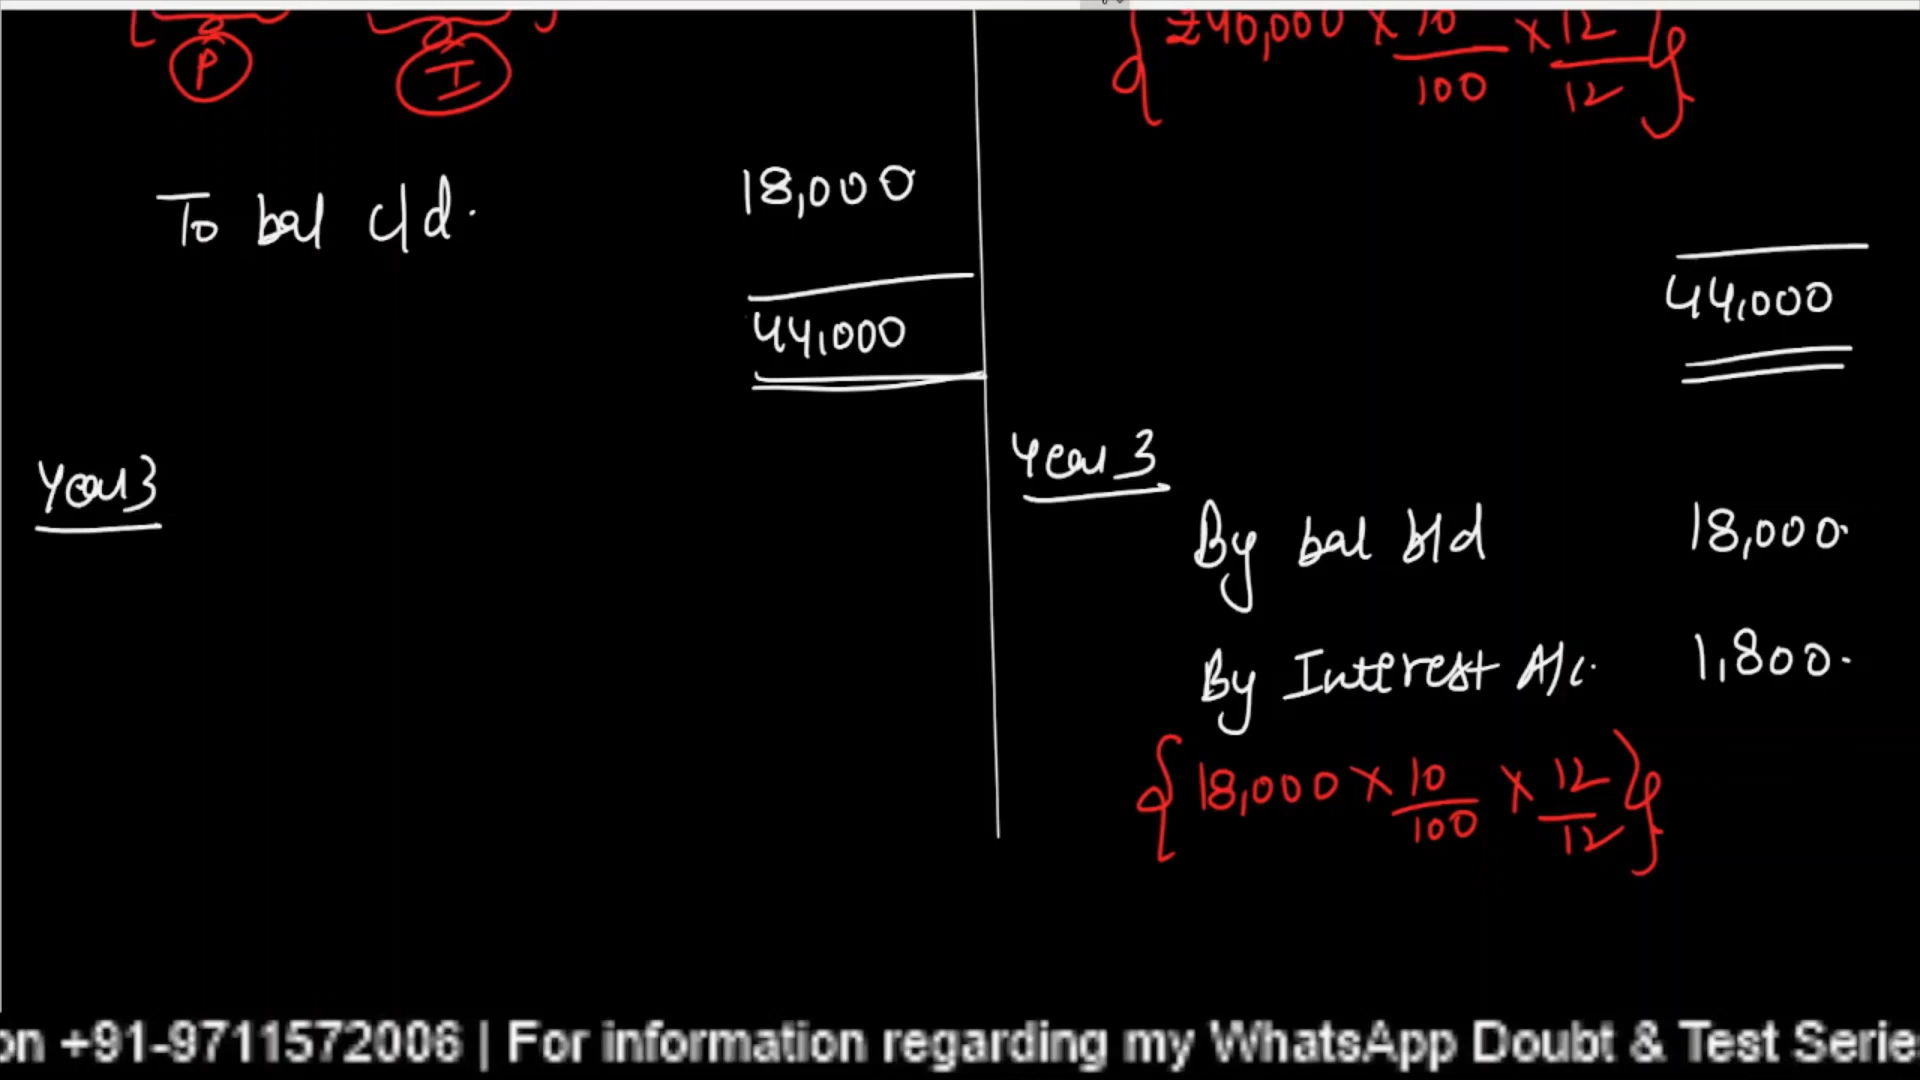 P
I
{ ₹40,000 × 10/100 × 12/12 }
To bal c/d. 18,000
44,000
44,000
Year 3
Year 3
By bal b/d 18,000.
By Interest A/c. 1,800.
{ 18,000 × 10/100 × 12/12 }
on +91-9711572006 | For information regarding my WhatsApp Doubt & Test Serie